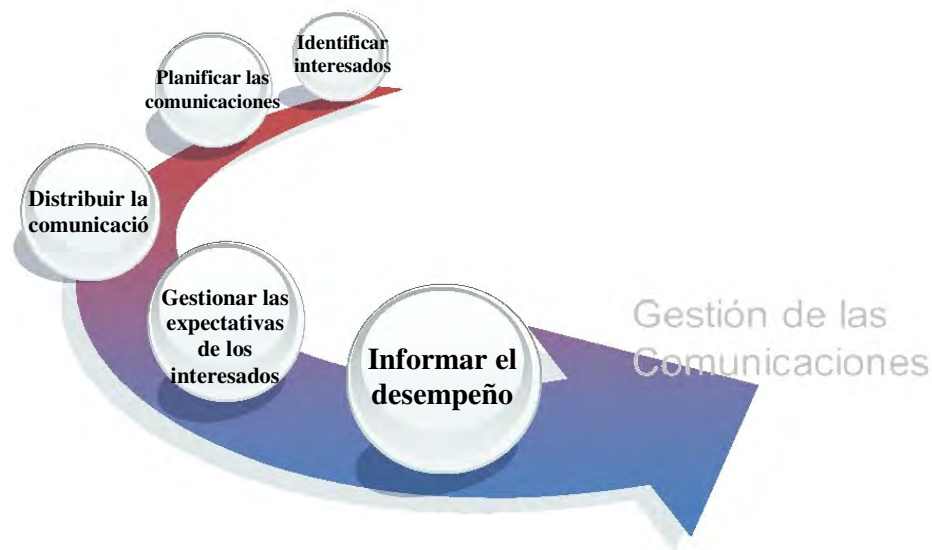 Identificar
interesados
Planificar las
comunicaciones
Distribuir la
comunicació
Gestionar las
expectativas
de los
interesados
Informar el
desempeño
Gestión de las
Comunicaciones